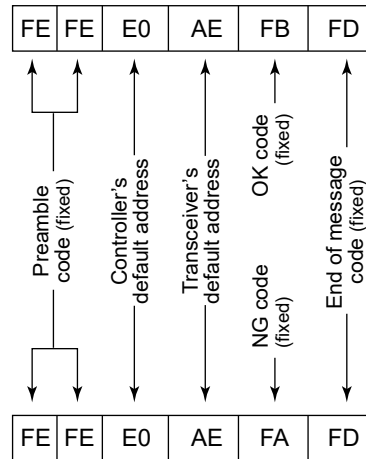 FE FE E0 AE FB FD
Preamble
code (fixed)
Controller's
default address
Transceiver's
default address
OK code
(fixed)
NG code
(fixed)
End of message
code (fixed)
FE FE E0 AE FA FD